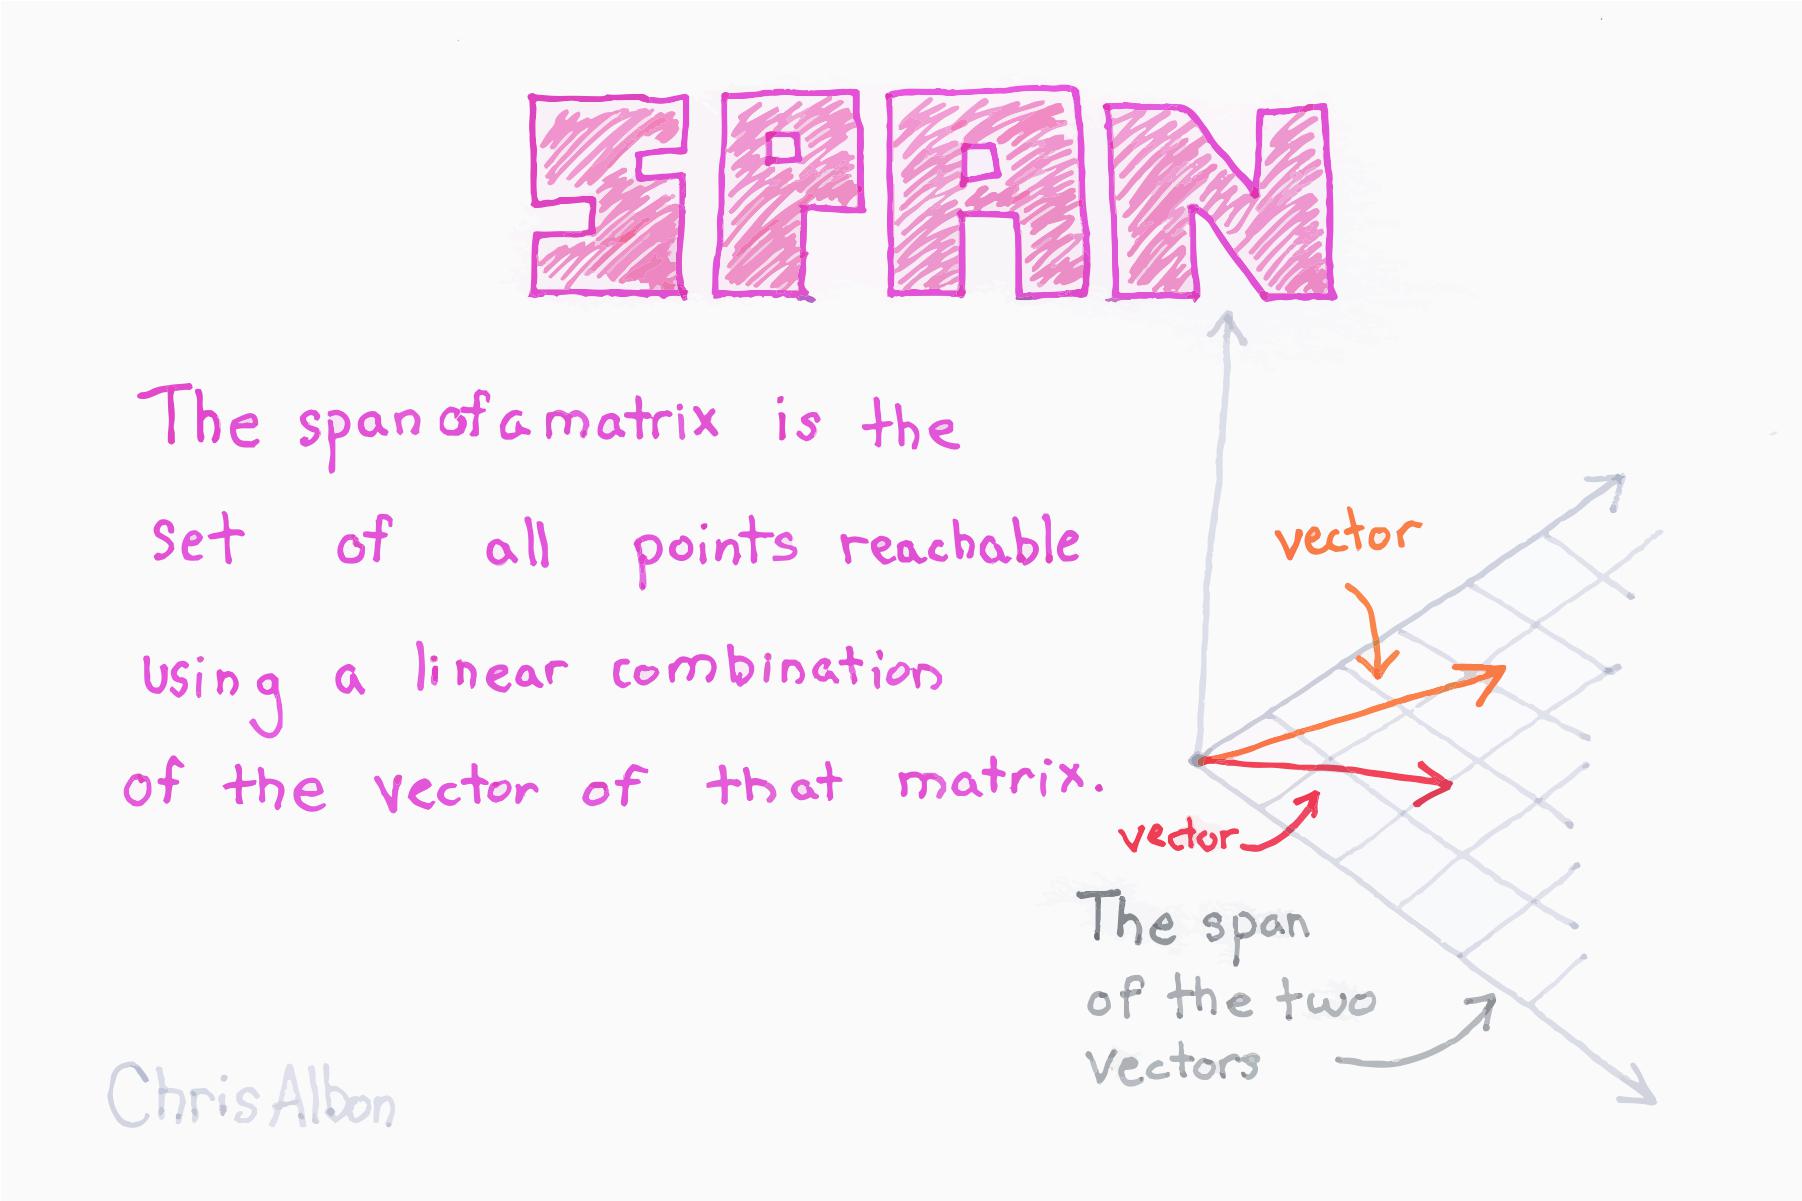 SPAN
The span of a matrix is the
set of all points reachable
using a linear combination
of the vector of that matrix.
vector
vector
The span
of the two
vectors
Chris Albon